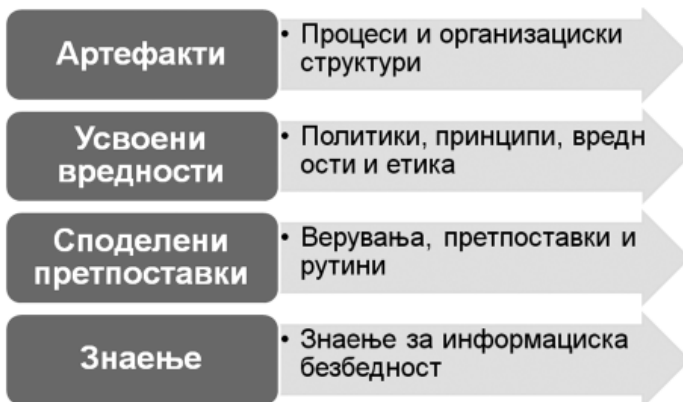 Артефакти
• Процеси и организациски
структури
Усвоени
вредности
• Политики, принципи, вредн
ости и етика
Споделени
претпоставки
• Верувања, претпоставки и
рутини
Знаење
• Знаење за информациска
безбедност